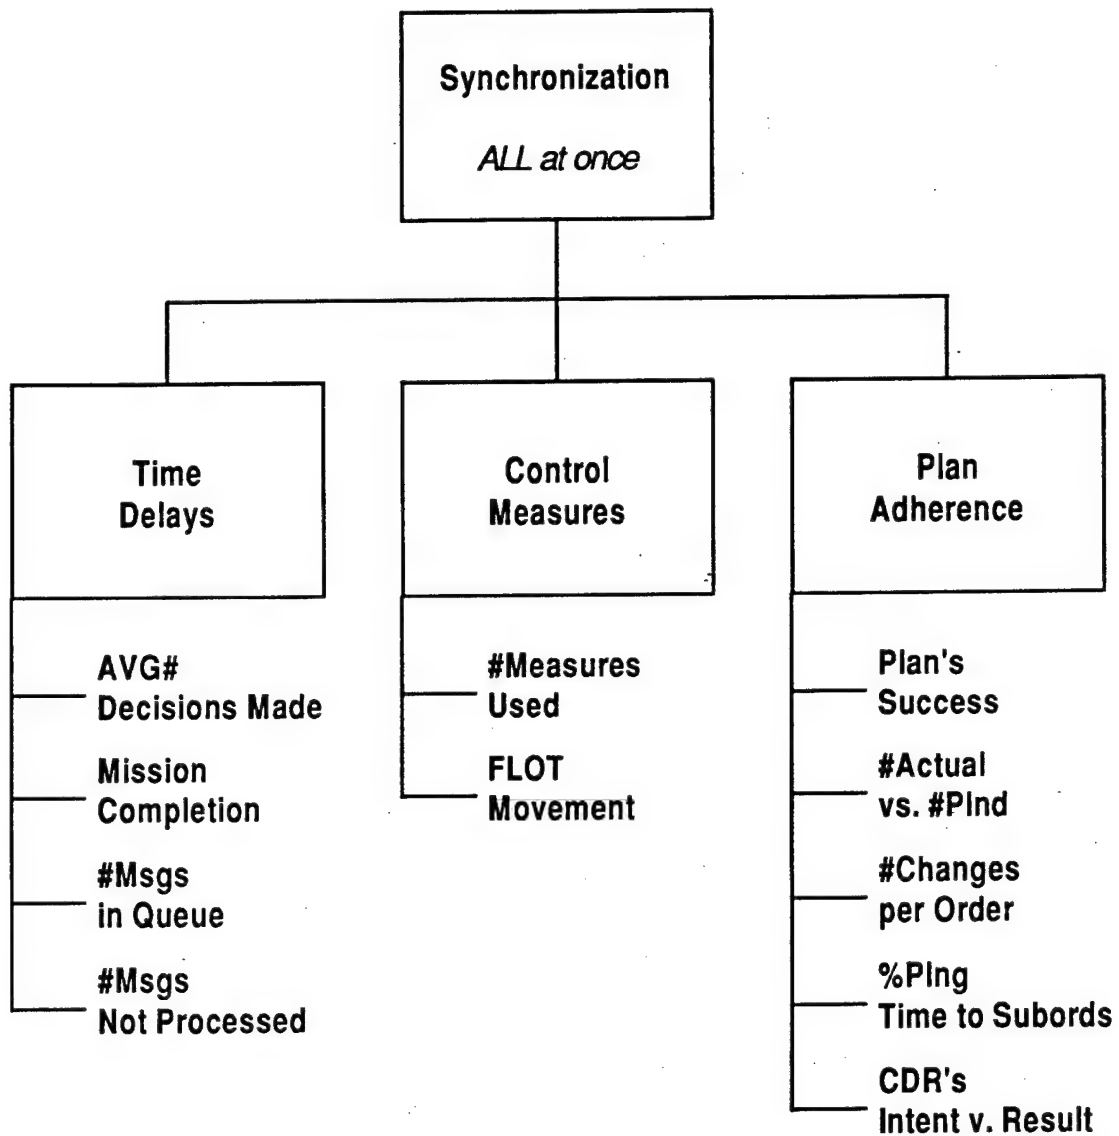 Synchronization
ALL at once
Time
Delays
AVG#
Decisions Made
Mission
Completion
#Msgs
in Queue
#Msgs
Not Processed
Control
Measures
#Measures
Used
FLOT
Movement
Plan
Adherence
Plan's
Success
#Actual
vs. #Plnd
#Changes
per Order
%Plng
Time to Subords
CDR's
Intent v. Result